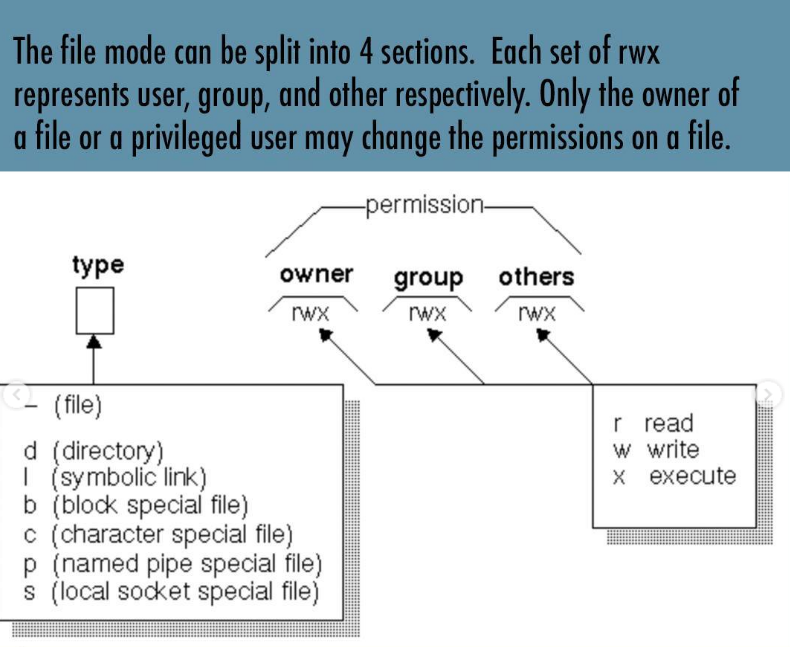 The file mode can be split into 4 sections. Each set of rwx
represents user, group, and other respectively. Only the owner of
a file or a privileged user may change the permissions on a file.
permission
type
owner group others
rwx rwx rwx
– (file)
d (directory)
l (symbolic link)
b (block special file)
c (character special file)
p (named pipe special file)
s (local socket special file)
r read
w write
x execute